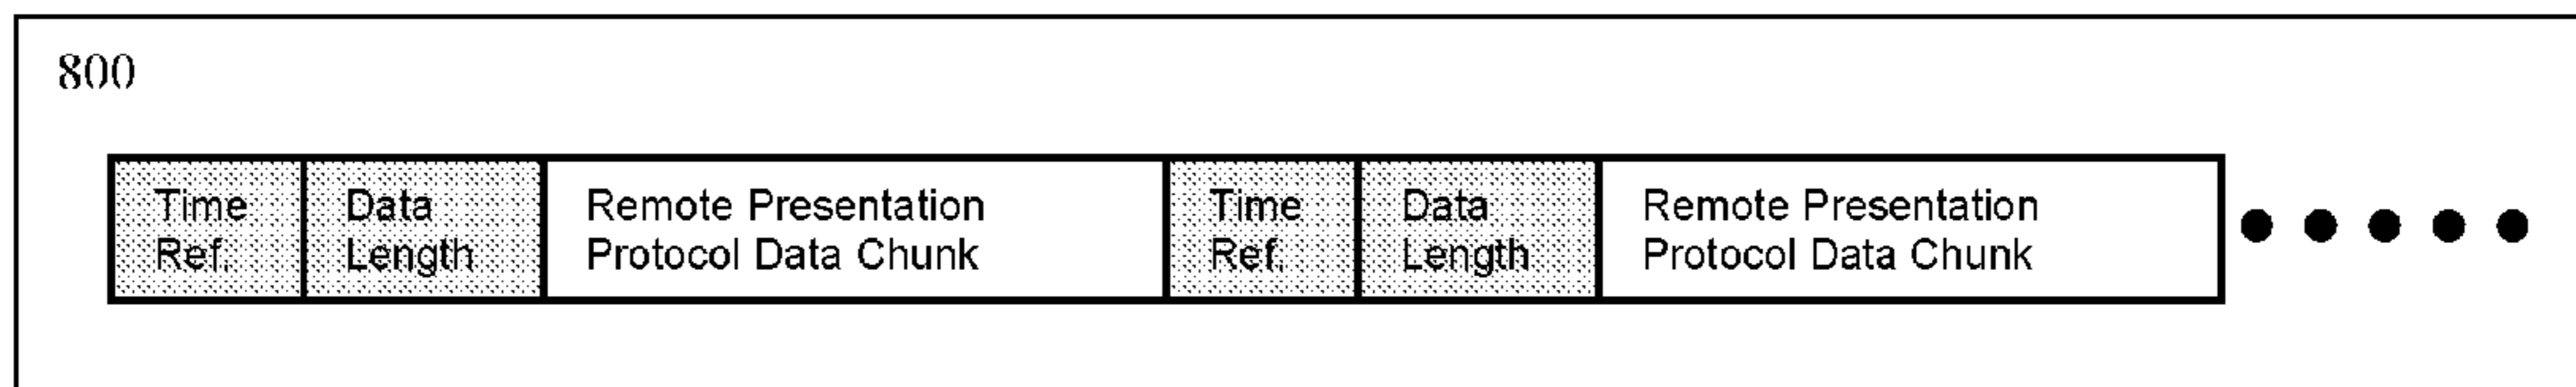 800
Time Ref.
Data Length
Remote Presentation
Protocol Data Chunk
Time Ref.
Data Length
Remote Presentation
Protocol Data Chunk